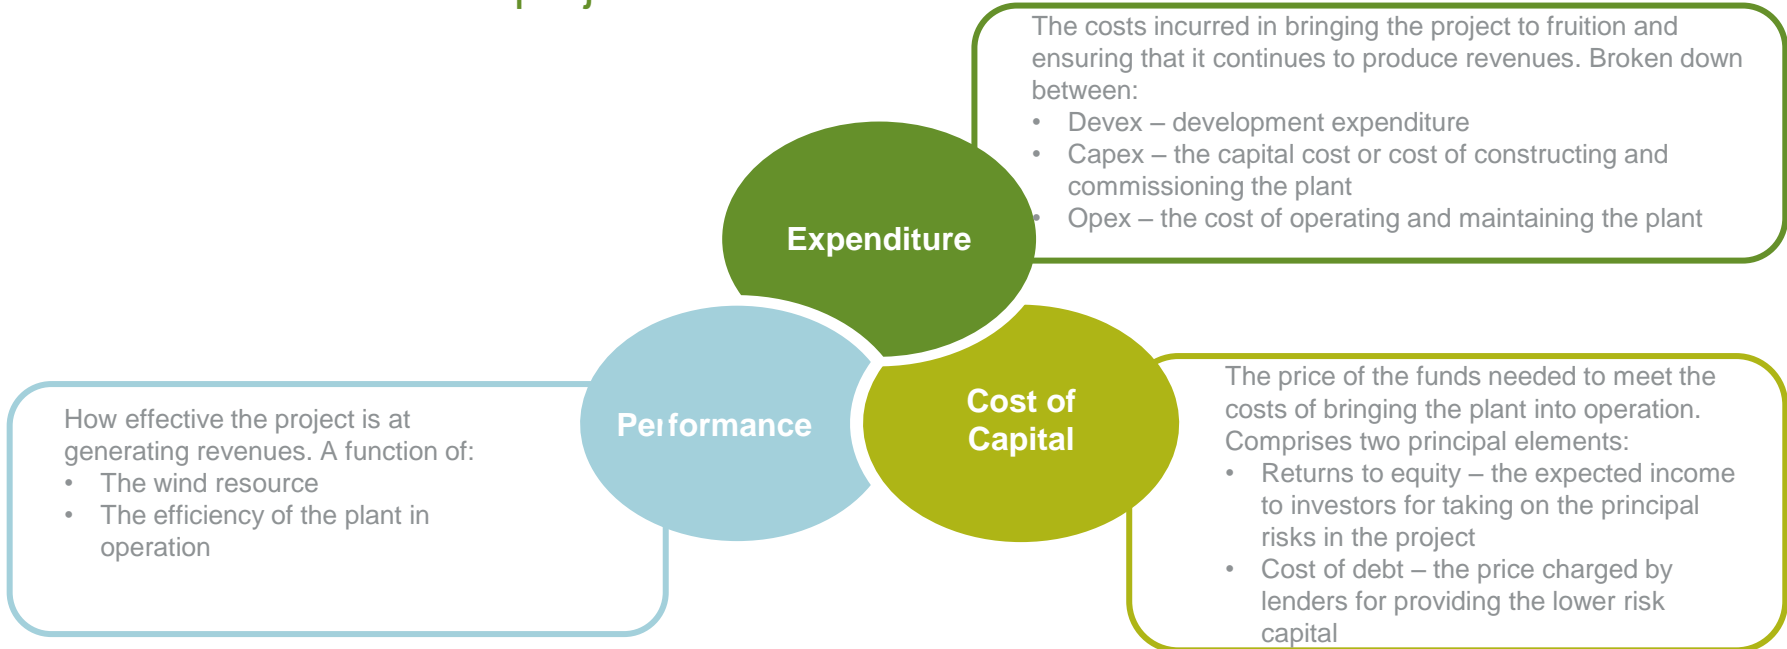 The costs incurred in bringing the project to fruition and
ensuring that it continues to produce revenues. Broken down
between:
• Devex – development expenditure
• Capex – the capital cost or cost of constructing and
commissioning the plant
• Opex – the cost of operating and maintaining the plant
Expenditure
Performance
Cost of
Capital
How effective the project is at
generating revenues. A function of:
• The wind resource
• The efficiency of the plant in
operation
The price of the funds needed to meet the
costs of bringing the plant into operation.
Comprises two principal elements:
• Returns to equity – the expected income
to investors for taking on the principal
risks in the project
• Cost of debt – the price charged by
lenders for providing the lower risk
capital